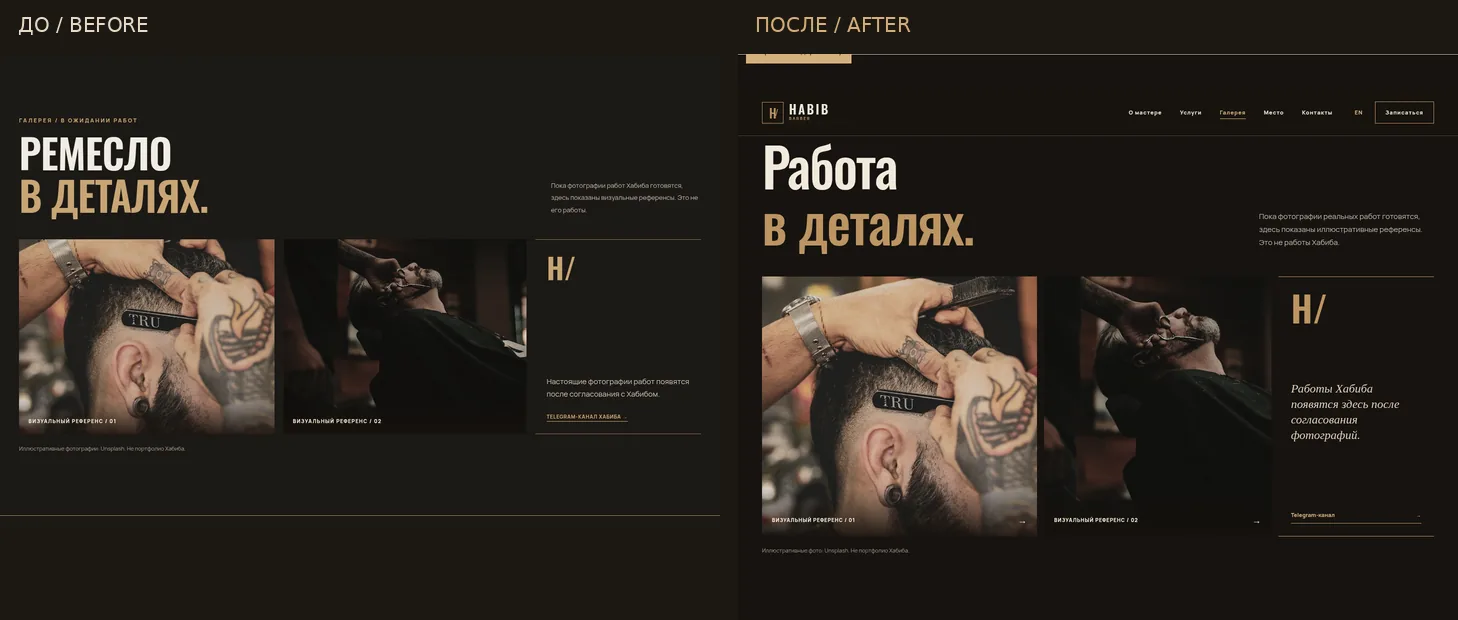 ДО / BEFORE
ГАЛЕРЕЯ / В ОЖИДАНИИ РАБОТ
РЕМЕСЛО
В ДЕТАЛЯХ.
Пока фотографии работ Хабиба готовятся,
здесь показаны визуальные референсы. Это не
его работы.
TRU
ВИЗУАЛЬНЫЙ РЕФЕРЕНС / 01
ВИЗУАЛЬНЫЙ РЕФЕРЕНС / 02
H/
Настоящие фотографии работ появятся
после согласования с Хабибом.
TELEGRAM-КАНАЛ ХАБИБА →
Иллюстративные фотографии: Unsplash. Не портфолио Хабиба.
ПОСЛЕ / AFTER
H/
HABIB
BARBER
О мастере
Услуги
Галерея
Место
Контакты
EN
Записаться
Работа
в деталях.
Пока фотографии реальных работ готовятся,
здесь показаны иллюстративные референсы.
Это не работы Хабиба.
TRU
ВИЗУАЛЬНЫЙ РЕФЕРЕНС / 01 →
ВИЗУАЛЬНЫЙ РЕФЕРЕНС / 02 →
H/
Работы Хабиба
появятся здесь после
согласования
фотографий.
Telegram-канал →
Иллюстративные фото: Unsplash. Не портфолио Хабиба.